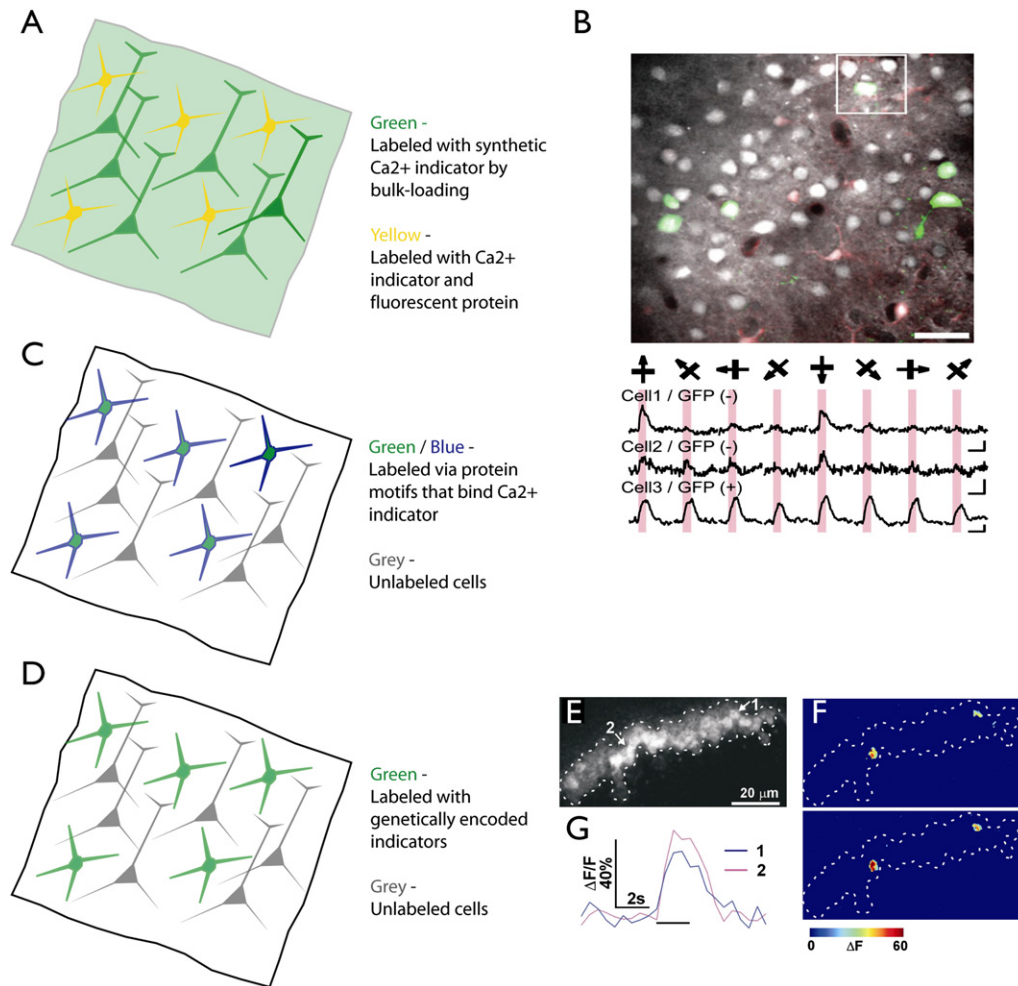 A
Green -
Labeled with synthetic
Ca2+ indicator by
bulk-loading
Yellow -
Labeled with Ca2+
indicator and
fluorescent protein
B
Cell1 / GFP (-)
Cell2 / GFP (-)
Cell3 / GFP (+)
C
Green / Blue -
Labeled via protein
motifs that bind Ca2+
indicator
Grey -
Unlabeled cells
D
Green -
Labeled with
genetically encoded
indicators
Grey -
Unlabeled cells
E
1
2
20 μm
F
0 ΔF 60
G
ΔF/F
40%
2s
1
2